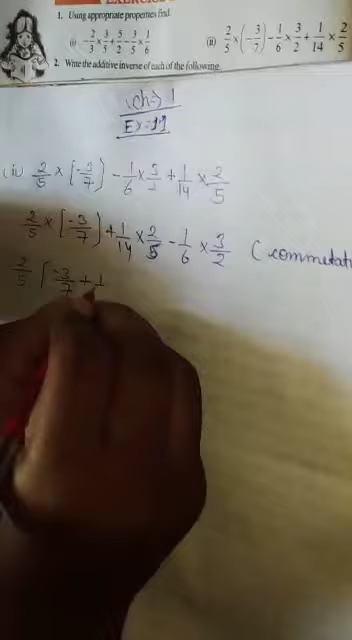 EXERCISE
1. Using appropriate properties find.
(i) -2/3 × 3/5 + 5/2 - 3/5 × 1/6
(ii) 2/5 × (-3/7) - 1/6 × 3/2 + 1/14 × 2/5
2. Write the additive inverse of each of the following.
ch → 1
Ex → 1.1
(ii) 2/5 × [-3/7) - 1/6 × 3/2 + 1/14 × 2/5
2/5 × [-3/7) + 1/14 × 2/5 - 1/6 × 3/2 (commutati
2/5 [-3/7 + 1